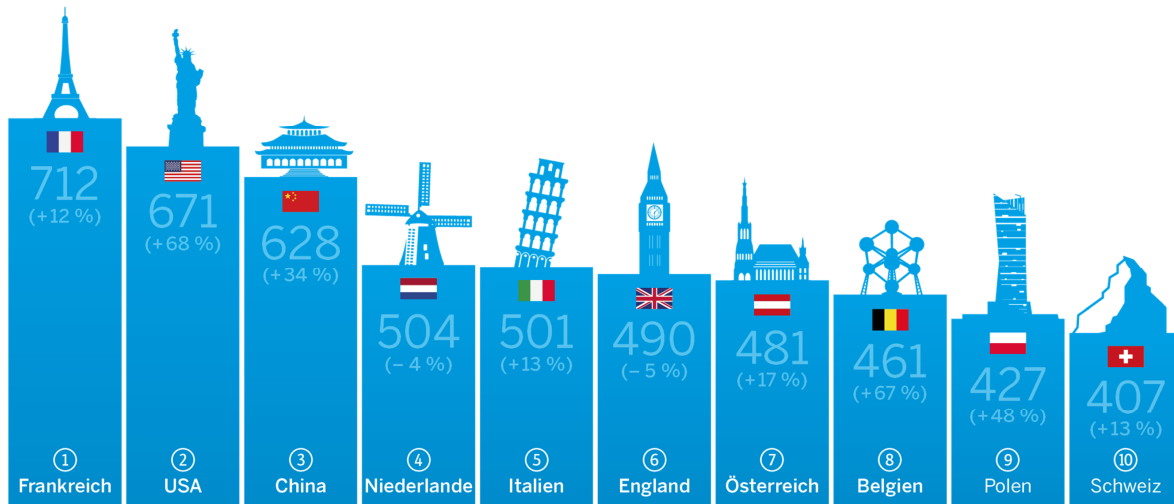 712
(+12 %)
671
(+68 %)
628
(+34 %)
504
(– 4 %)
501
(+13 %)
490
(– 5 %)
481
(+17 %)
461
(+67 %)
427
(+48 %)
407
(+13 %)
1
Frankreich
2
USA
3
China
4
Niederlande
5
Italien
6
England
7
Österreich
8
Belgien
9
Polen
10
Schweiz